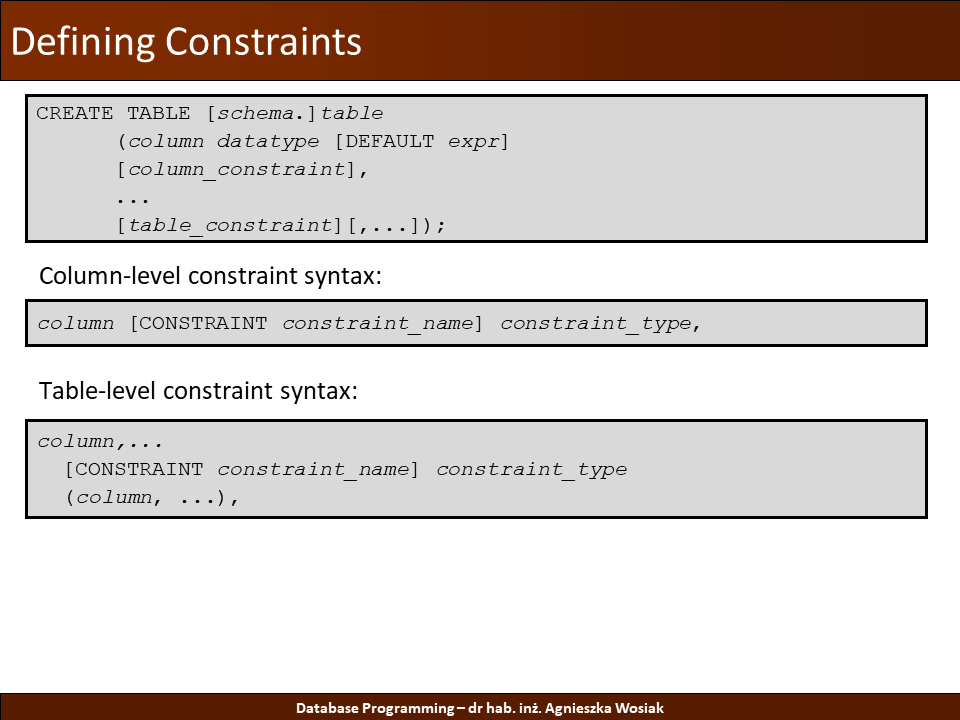 Defining Constraints
CREATE TABLE [schema.]table
(column datatype [DEFAULT expr]
[column_constraint],
...
[table_constraint][,...]);
Column-level constraint syntax:
column [CONSTRAINT constraint_name] constraint_type,
Table-level constraint syntax:
column,...
[CONSTRAINT constraint_name] constraint_type
(column, ...),
Database Programming – dr hab. inż. Agnieszka Wosiak